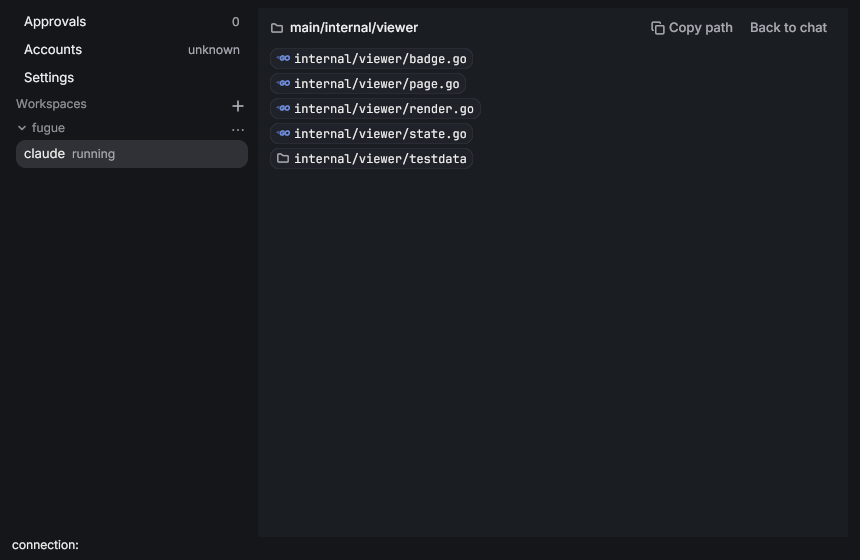 Approvals 0
Accounts unknown
Settings
Workspaces +
fugue ...
claude running
connection:
main/internal/viewer Copy path Back to chat
internal/viewer/badge.go
internal/viewer/page.go
internal/viewer/render.go
internal/viewer/state.go
internal/viewer/testdata